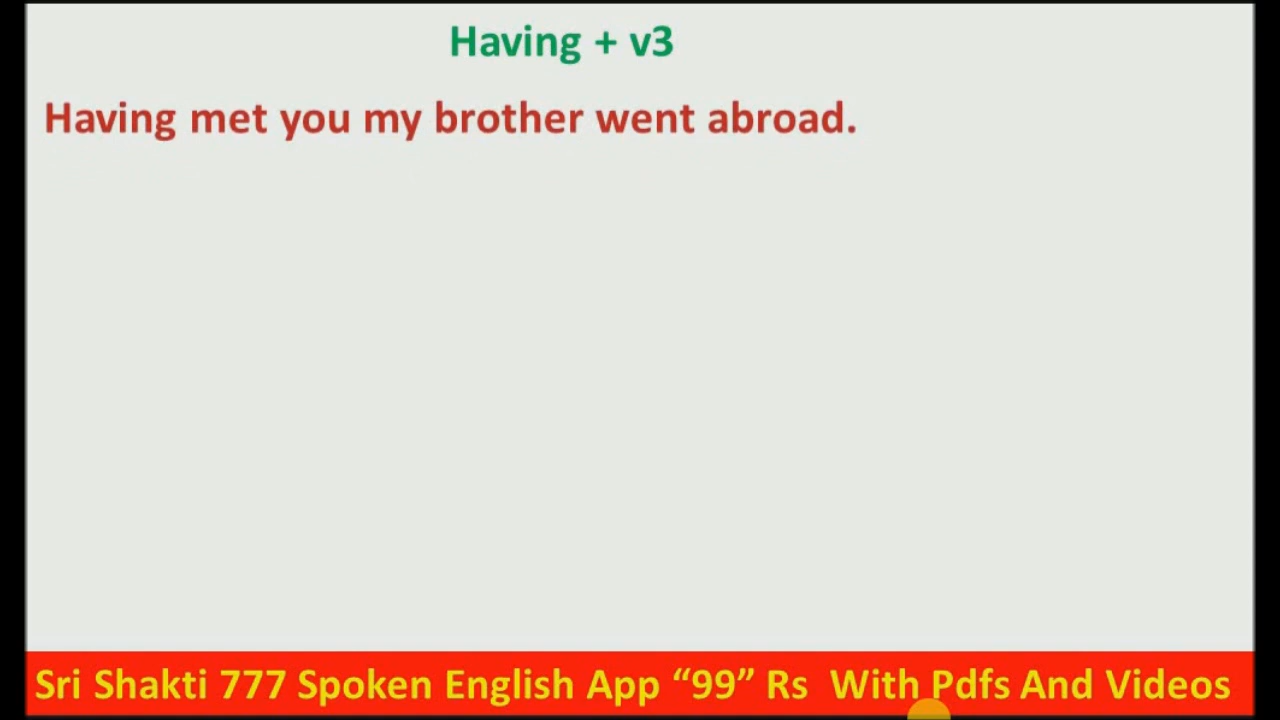 Having + v3
Having met you my brother went abroad.
Sri Shakti 777 Spoken English App “99” Rs With Pdfs And Videos